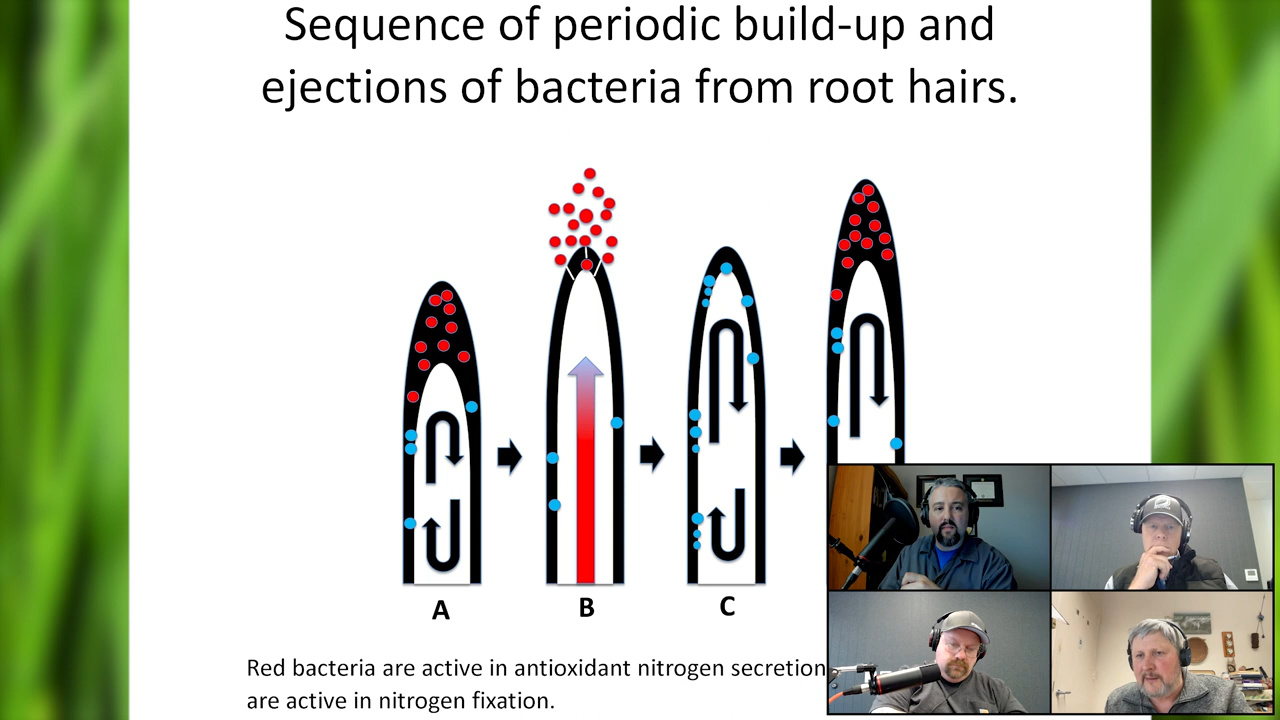 Sequence of periodic build-up and
ejections of bacteria from root hairs.
A
B
C
Red bacteria are active in antioxidant nitrogen secretion
are active in nitrogen fixation.